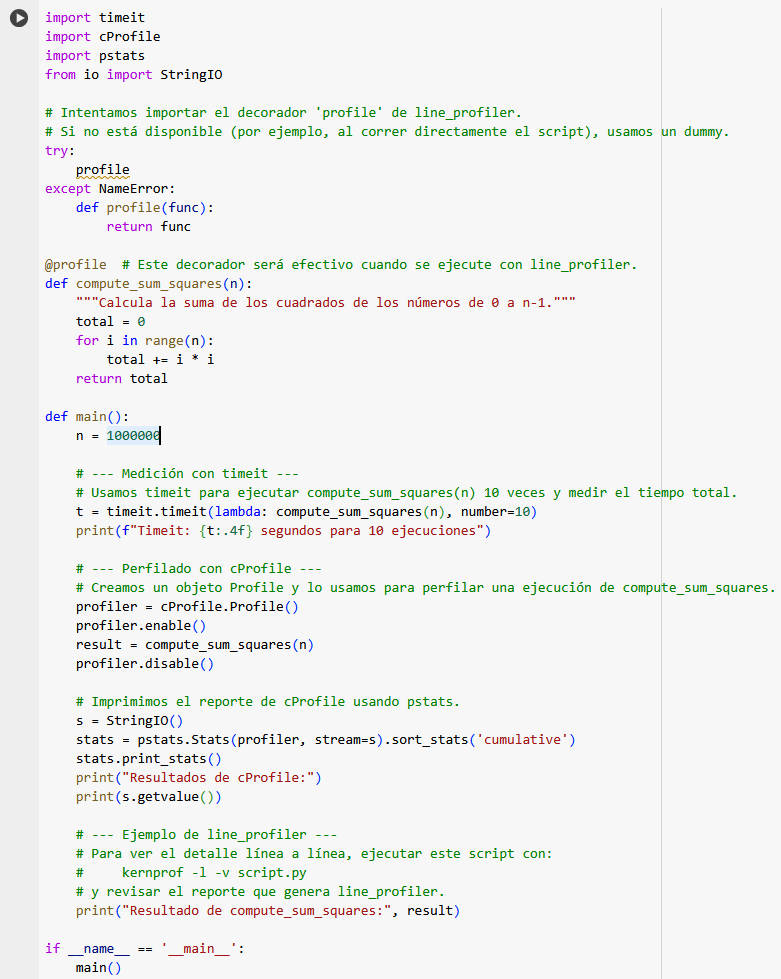 import timeit
import cProfile
import pstats
from io import StringIO

# Intentamos importar el decorador 'profile' de line_profiler.
# Si no está disponible (por ejemplo, al correr directamente el script), usamos un dummy.
try:
    profile
except NameError:
    def profile(func):
        return func

@profile  # Este decorador será efectivo cuando se ejecute con line_profiler.
def compute_sum_squares(n):
    """Calcula la suma de los cuadrados de los números de 0 a n-1."""
    total = 0
    for i in range(n):
        total += i * i
    return total

def main():
    n = 1000000

    # --- Medición con timeit ---
    # Usamos timeit para ejecutar compute_sum_squares(n) 10 veces y medir el tiempo total.
    t = timeit.timeit(lambda: compute_sum_squares(n), number=10)
    print(f"Timeit: {t:.4f} segundos para 10 ejecuciones")

    # --- Perfilado con cProfile ---
    # Creamos un objeto Profile y lo usamos para perfilar una ejecución de compute_sum_squares.
    profiler = cProfile.Profile()
    profiler.enable()
    result = compute_sum_squares(n)
    profiler.disable()

    # Imprimimos el reporte de cProfile usando pstats.
    s = StringIO()
    stats = pstats.Stats(profiler, stream=s).sort_stats('cumulative')
    stats.print_stats()
    print("Resultados de cProfile:")
    print(s.getvalue())

    # --- Ejemplo de line_profiler ---
    # Para ver el detalle línea a línea, ejecutar este script con:
    #     kernprof -l -v script.py
    # y revisar el reporte que genera line_profiler.
    print("Resultado de compute_sum_squares:", result)

if __name__ == '__main__':
    main()